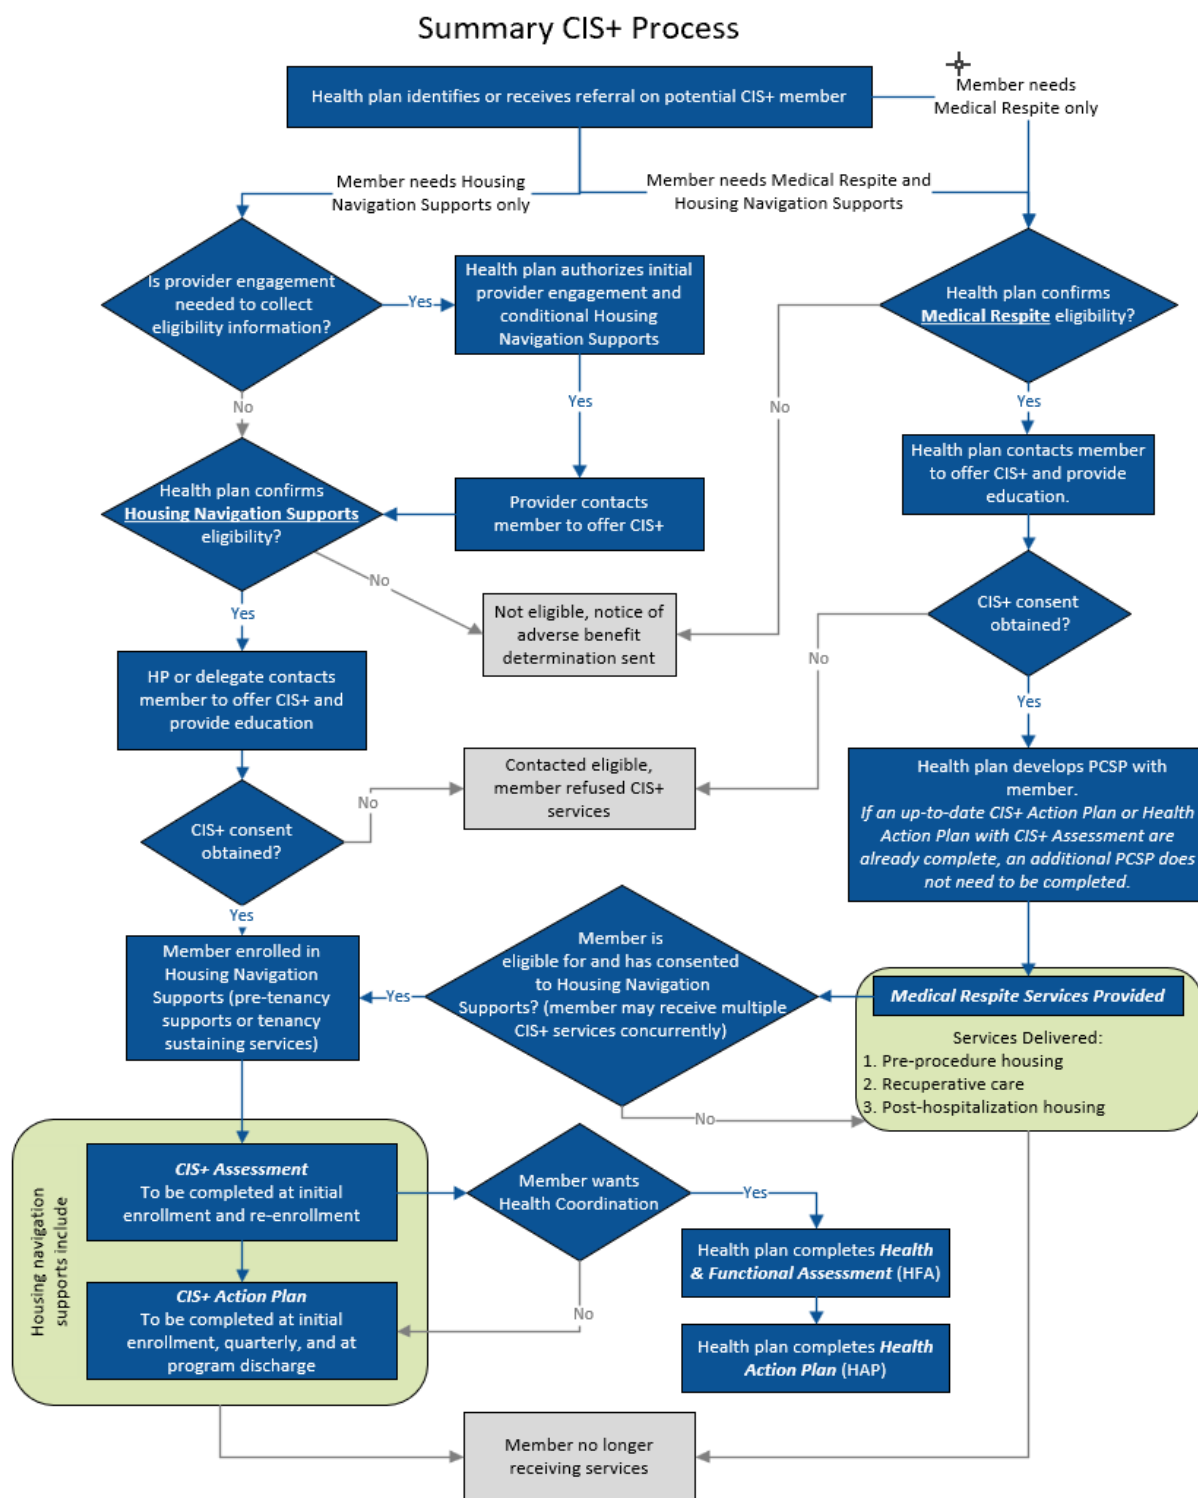 Summary CIS+ Process
Health plan identifies or receives referral on potential CIS+ member
Member needs
Medical Respite only
Member needs Housing
Navigation Supports only
Member needs Medical Respite and
Housing Navigation Supports
Is provider engagement
needed to collect
eligibility information?
Yes
Health plan authorizes initial
provider engagement and
conditional Housing
Navigation Supports
Health plan confirms
Medical Respite eligibility?
No
Yes
No
Yes
Health plan confirms
Housing Navigation Supports
eligibility?
Provider contacts
member to offer CIS+
Health plan contacts member
to offer CIS+ and provide
education.
No
Yes
Not eligible, notice of
adverse benefit
determination sent
CIS+ consent
obtained?
No
Yes
HP or delegate contacts
member to offer CIS+ and
provide education
Contacted eligible,
member refused CIS+
services
Health plan develops PCSP with
member.
If an up-to-date CIS+ Action Plan or Health
Action Plan with CIS+ Assessment are
already complete, an additional PCSP does
not need to be completed.
CIS+ consent
obtained?
No
Yes
Member enrolled in
Housing Navigation
Supports (pre-tenancy
supports or tenancy
sustaining services)
Yes
Member is
eligible for and has consented
to Housing Navigation
Supports? (member may receive multiple
CIS+ services concurrently)
No
Medical Respite Services Provided
Services Delivered:
1. Pre-procedure housing
2. Recuperative care
3. Post-hospitalization housing
Housing navigation
supports include
CIS+ Assessment
To be completed at initial
enrollment and re-enrollment
Member wants
Health Coordination
Yes
No
CIS+ Action Plan
To be completed at initial
enrollment, quarterly, and at
program discharge
Health plan completes Health
& Functional Assessment (HFA)
Health plan completes Health
Action Plan (HAP)
Member no longer
receiving services